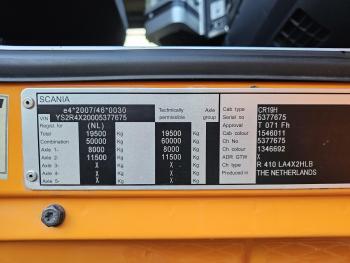 SCANIA
e4*2007/46*0030
VIN YS2R4X20005377675
Regist. for (NL) Technically permissible Axle group
Total 19500 Kg 19500 Kg
Combination 50000 Kg 60000 Kg
Axle 1- 8000 Kg 8000 Kg
Axle 2- 11500 Kg 11500 Kg
Axle 3- X Kg X Kg
Axle 4- X Kg X Kg
Axle 5- X Kg X Kg
Cab type CR19H
Serial no 5377675
Approval T 071 Fh
Cab colour 1546011
Ch. No 5377675
Ch colour 1346692
ADR GTW X
Ch type R 410 LA4X2HLB
Produced in THE NETHERLANDS